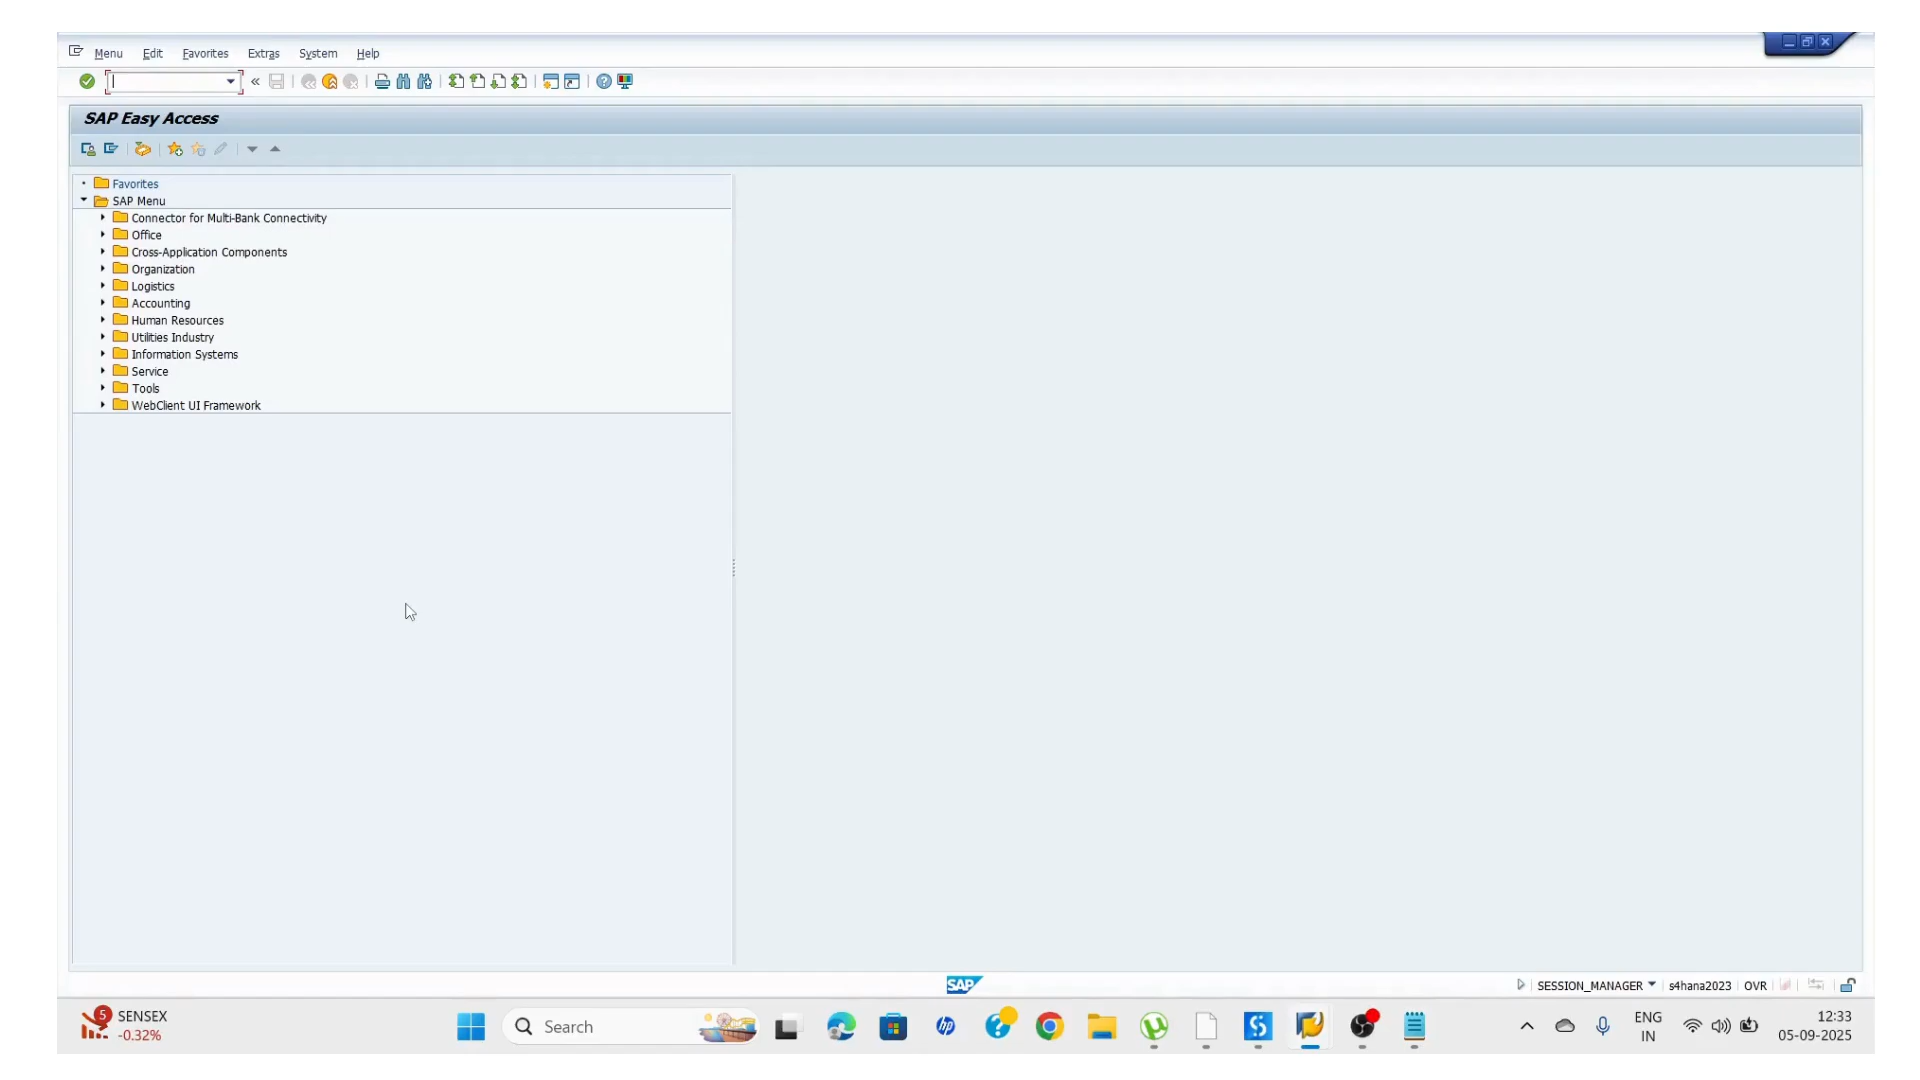 Menu Edit Favorites Extras System Help
SAP Easy Access
Favorites
SAP Menu
Connector for Multi-Bank Connectivity
Office
Cross-Application Components
Organization
Logistics
Accounting
Human Resources
Utilities Industry
Information Systems
Service
Tools
WebClient UI Framework
SAP
SESSION_MANAGER s4hana2023 OVR
5
SENSEX
-0.32%
Search
hp
ENG
IN
12:33
05-09-2025